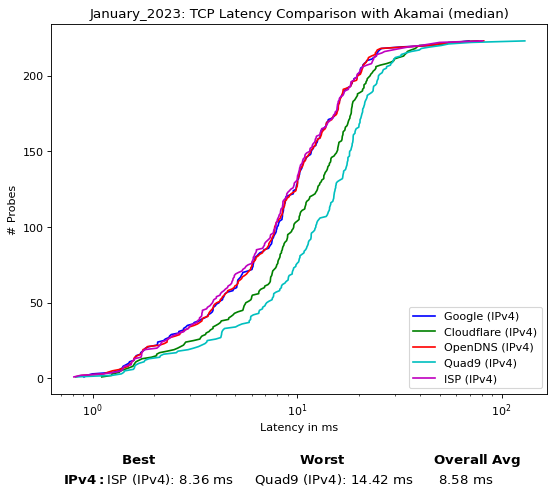 January_2023: TCP Latency Comparison with Akamai (median)
# Probes
200
150
100
50
0
10⁰
10¹
10²
Latency in ms
Google (IPv4)
Cloudflare (IPv4)
OpenDNS (IPv4)
Quad9 (IPv4)
ISP (IPv4)
Best Worst Overall Avg
IPv4: ISP (IPv4): 8.36 ms Quad9 (IPv4): 14.42 ms 8.58 ms